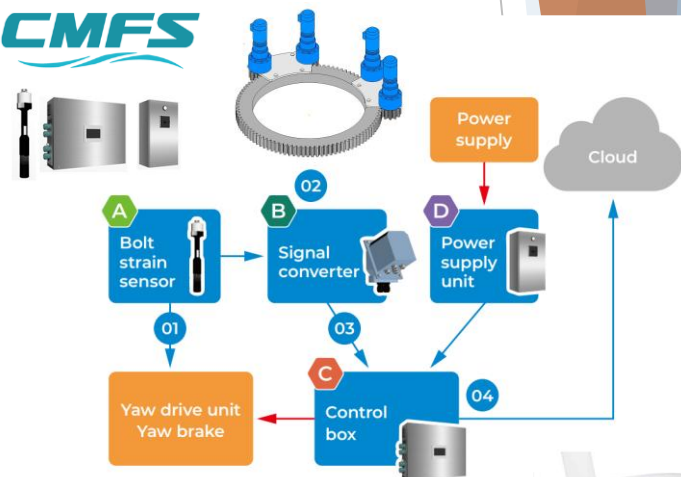 CMFS
Power
supply
Cloud
02
A
B
D
Bolt
strain
sensor
Signal
converter
Power
supply
unit
01
03
C
04
Yaw drive unit
Yaw brake
Control
box